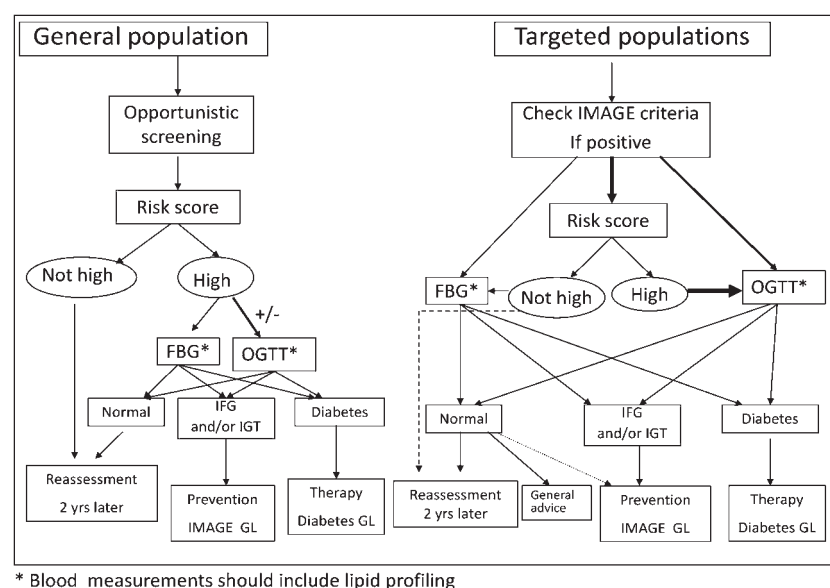 General population
Opportunistic
screening
Risk score
Not high
High
+/-
FBG*
OGTT*
Normal
IFG
and/or IGT
Diabetes
Reassessment
2 yrs later
Prevention
IMAGE GL
Therapy
Diabetes GL
Targeted populations
Check IMAGE criteria
If positive
Risk score
FBG*
Not high
High
OGTT*
Normal
IFG
and/or IGT
Diabetes
Reassessment
2 yrs later
General
advice
Prevention
IMAGE GL
Therapy
Diabetes GL
* Blood measurements should include lipid profiling